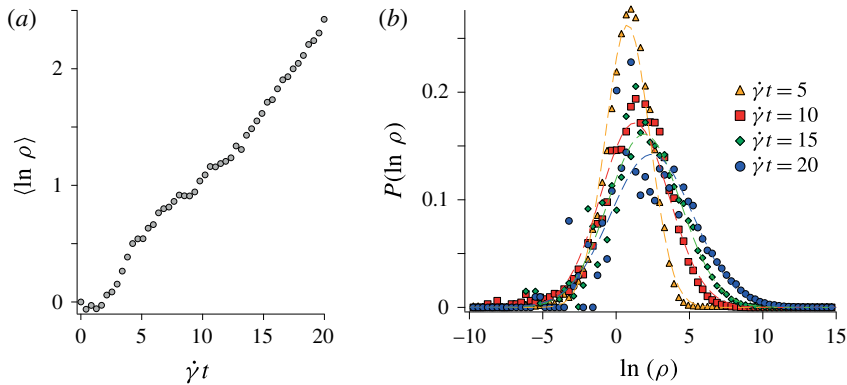 (a)
2
1
0
⟨ln ρ⟩
0 5 10 15 20
γ̇ t
(b)
0.2
0.1
0
P(ln ρ)
γ̇ t = 5
γ̇ t = 10
γ̇ t = 15
γ̇ t = 20
−10 −5 0 5 10 15
ln (ρ)